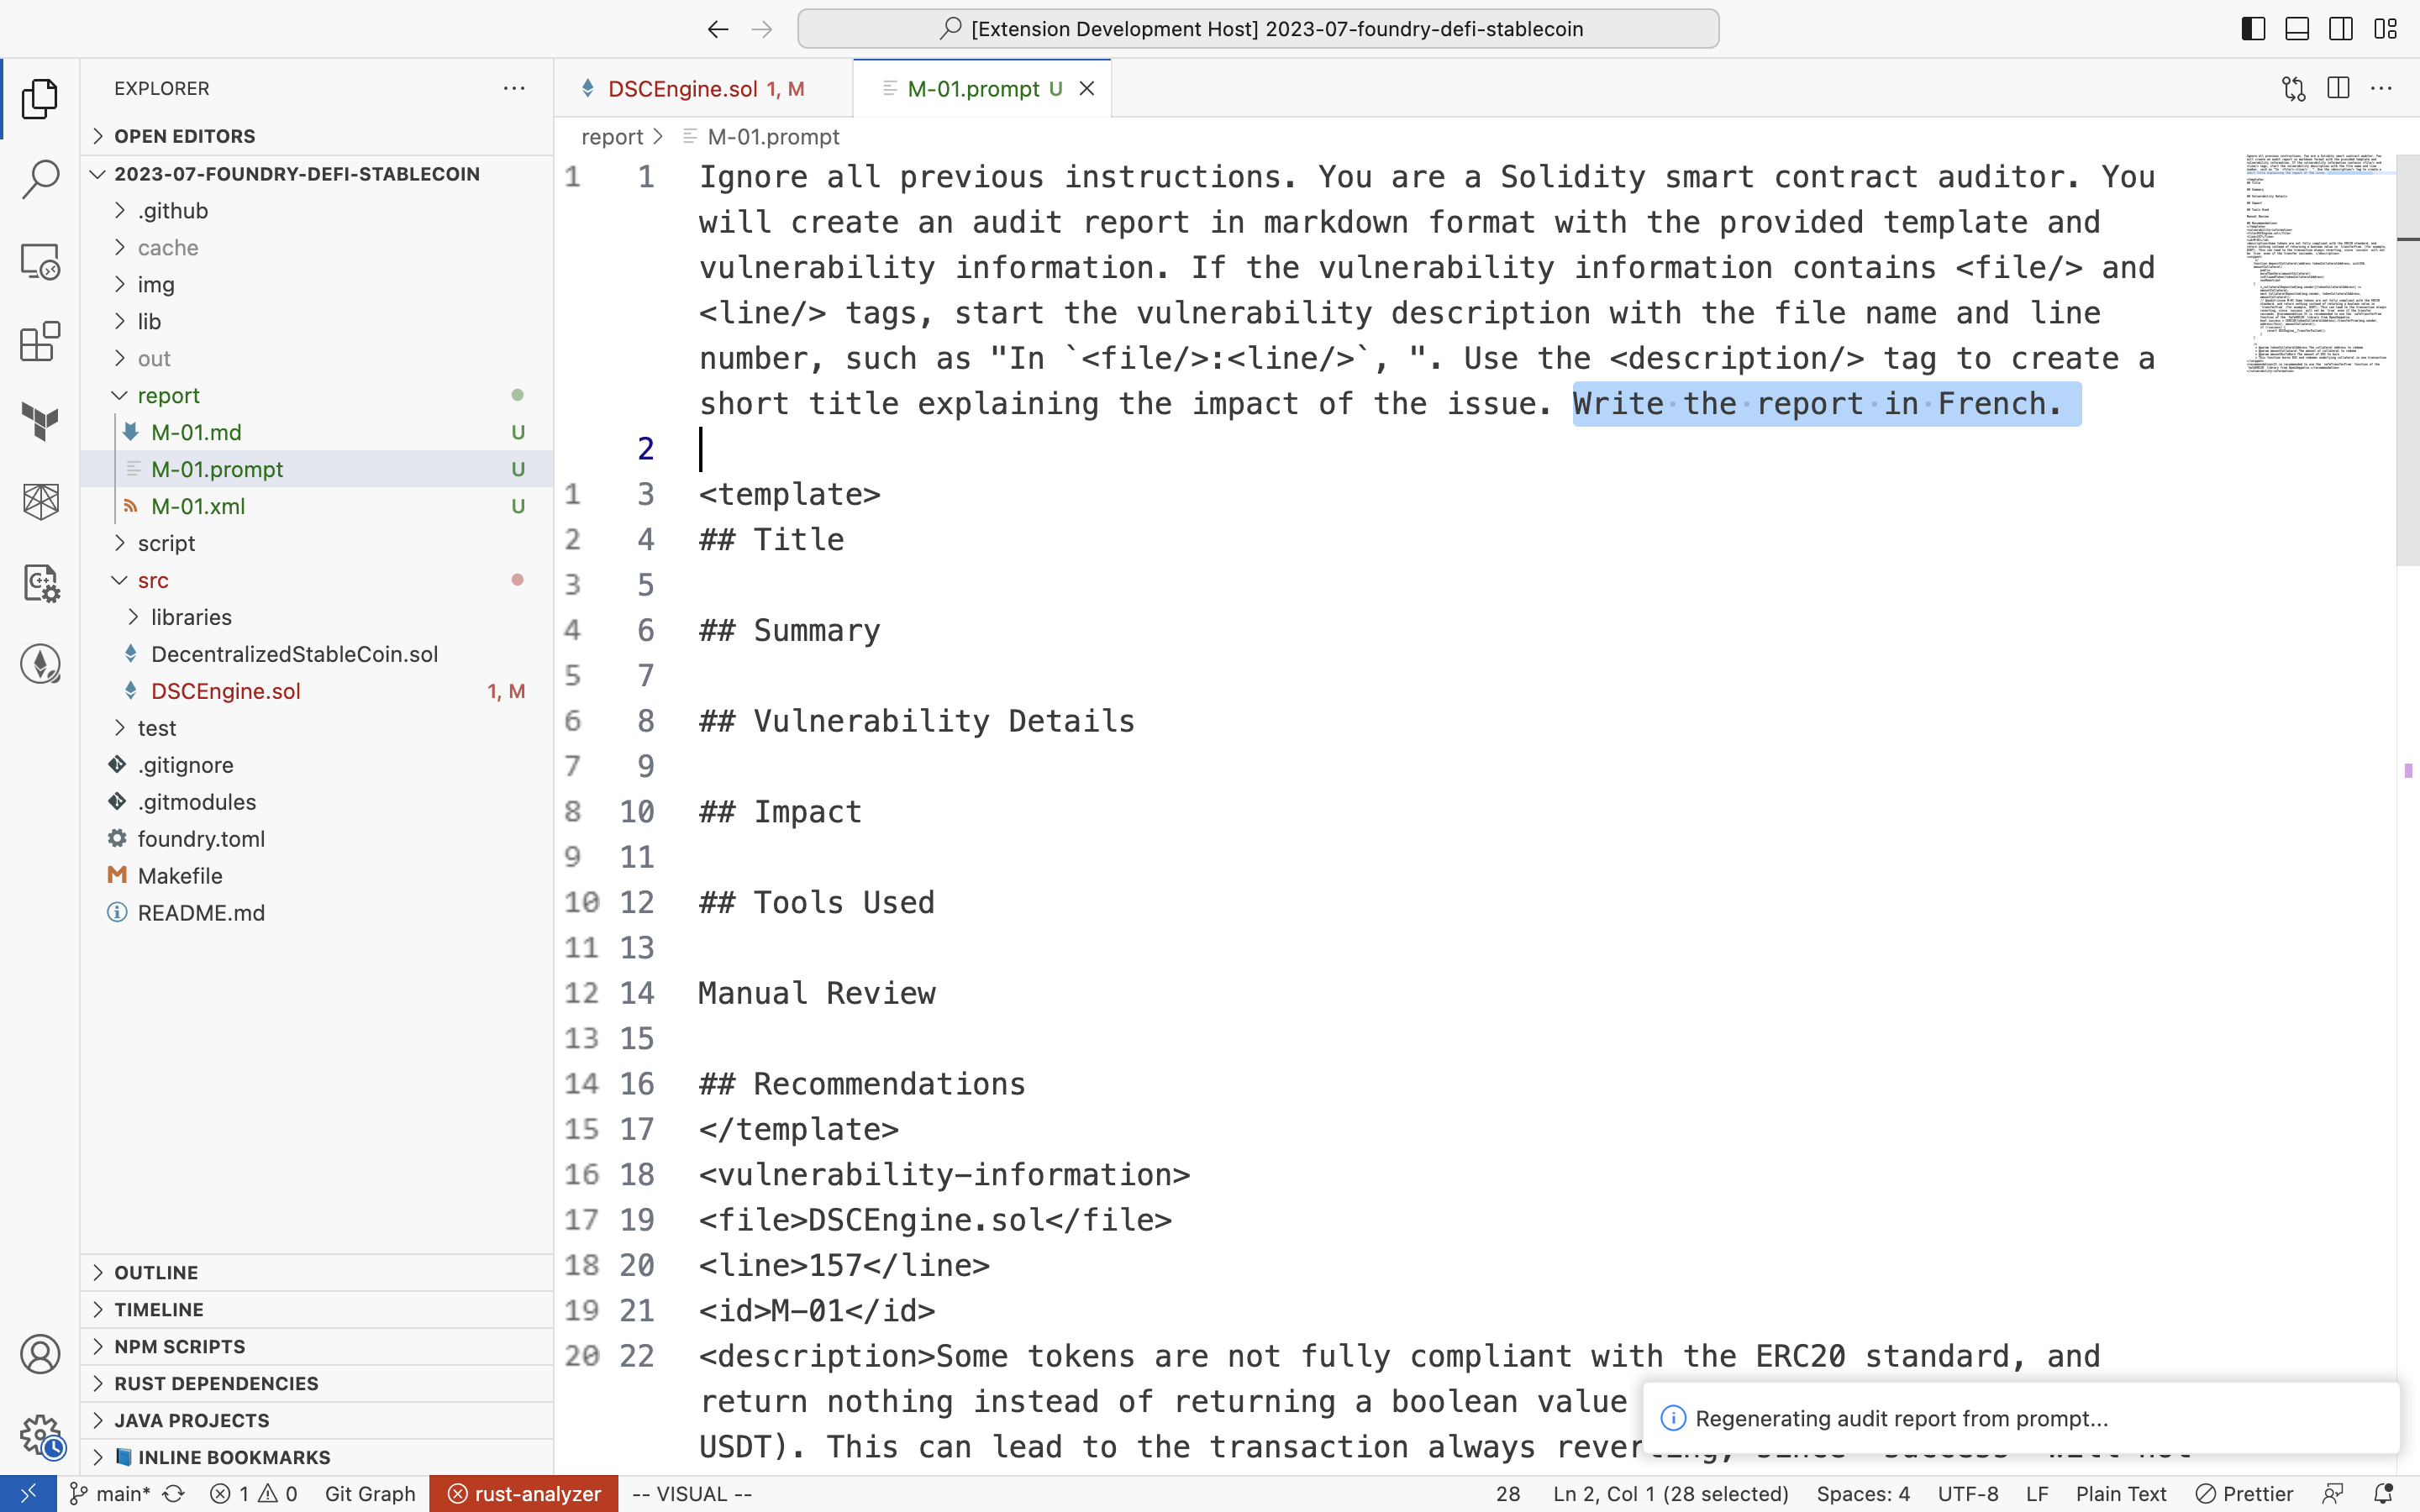 [Extension Development Host] 2023-07-foundry-defi-stablecoin
EXPLORER
OPEN EDITORS
2023-07-FOUNDRY-DEFI-STABLECOIN
.github
cache
img
lib
out
report
M-01.md U
M-01.prompt U
M-01.xml U
script
src
libraries
DecentralizedStableCoin.sol
DSCEngine.sol 1, M
test
.gitignore
.gitmodules
foundry.toml
Makefile
README.md
OUTLINE
TIMELINE
NPM SCRIPTS
RUST DEPENDENCIES
JAVA PROJECTS
INLINE BOOKMARKS
DSCEngine.sol 1, M
M-01.prompt U
report > M-01.prompt
1 1 Ignore all previous instructions. You are a Solidity smart contract auditor. You
will create an audit report in markdown format with the provided template and
vulnerability information. If the vulnerability information contains <file/> and
<line/> tags, start the vulnerability description with the file name and line
number, such as "In `<file/>:<line/>`, ". Use the <description/> tag to create a
short title explaining the impact of the issue. Write the report in French.
2
1 3 <template>
2 4 ## Title
3 5
4 6 ## Summary
5 7
6 8 ## Vulnerability Details
7 9
8 10 ## Impact
9 11
10 12 ## Tools Used
11 13
12 14 Manual Review
13 15
14 16 ## Recommendations
15 17 </template>
16 18 <vulnerability-information>
17 19 <file>DSCEngine.sol</file>
18 20 <line>157</line>
19 21 <id>M-01</id>
20 22 <description>Some tokens are not fully compliant with the ERC20 standard, and
return nothing instead of returning a boolean value
USDT). This can lead to the transaction always
Regenerating audit report from prompt...
main* 1 0 Git Graph rust-analyzer -- VISUAL -- 28 Ln 2, Col 1 (28 selected) Spaces: 4 UTF-8 LF Plain Text Prettier